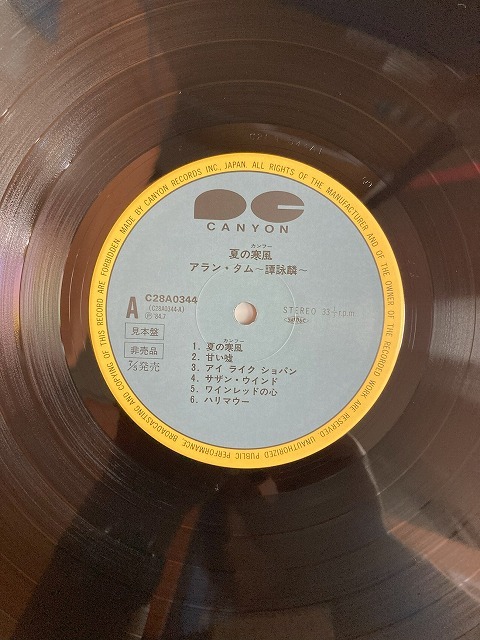 MADE BY CANYON RECORDS INC., JAPAN. ALL RIGHTS OF THE MANUFACTURER AND OF THE OWNER OF THE RECORDED WORK ARE RESERVED. UNAUTHORIZED PUBLIC PERFORMANCE, BROADCASTING AND COPYING OF THIS RECORD ARE FORBIDDEN.
CANYON
カンフー
夏の寒風
アラン・タム〜譚詠麟〜
A
C28A0344
(C28A0344-A)
Ⓟ '84.7
STEREO 33⅓r.p.m
見本盤
非売品
発売
カンフー
1. 夏の寒風
2. 甘い嘘
3. アイ ライク ショパン
4. サザン・ウインド
5. ワインレッドの心
6. ハリマウー